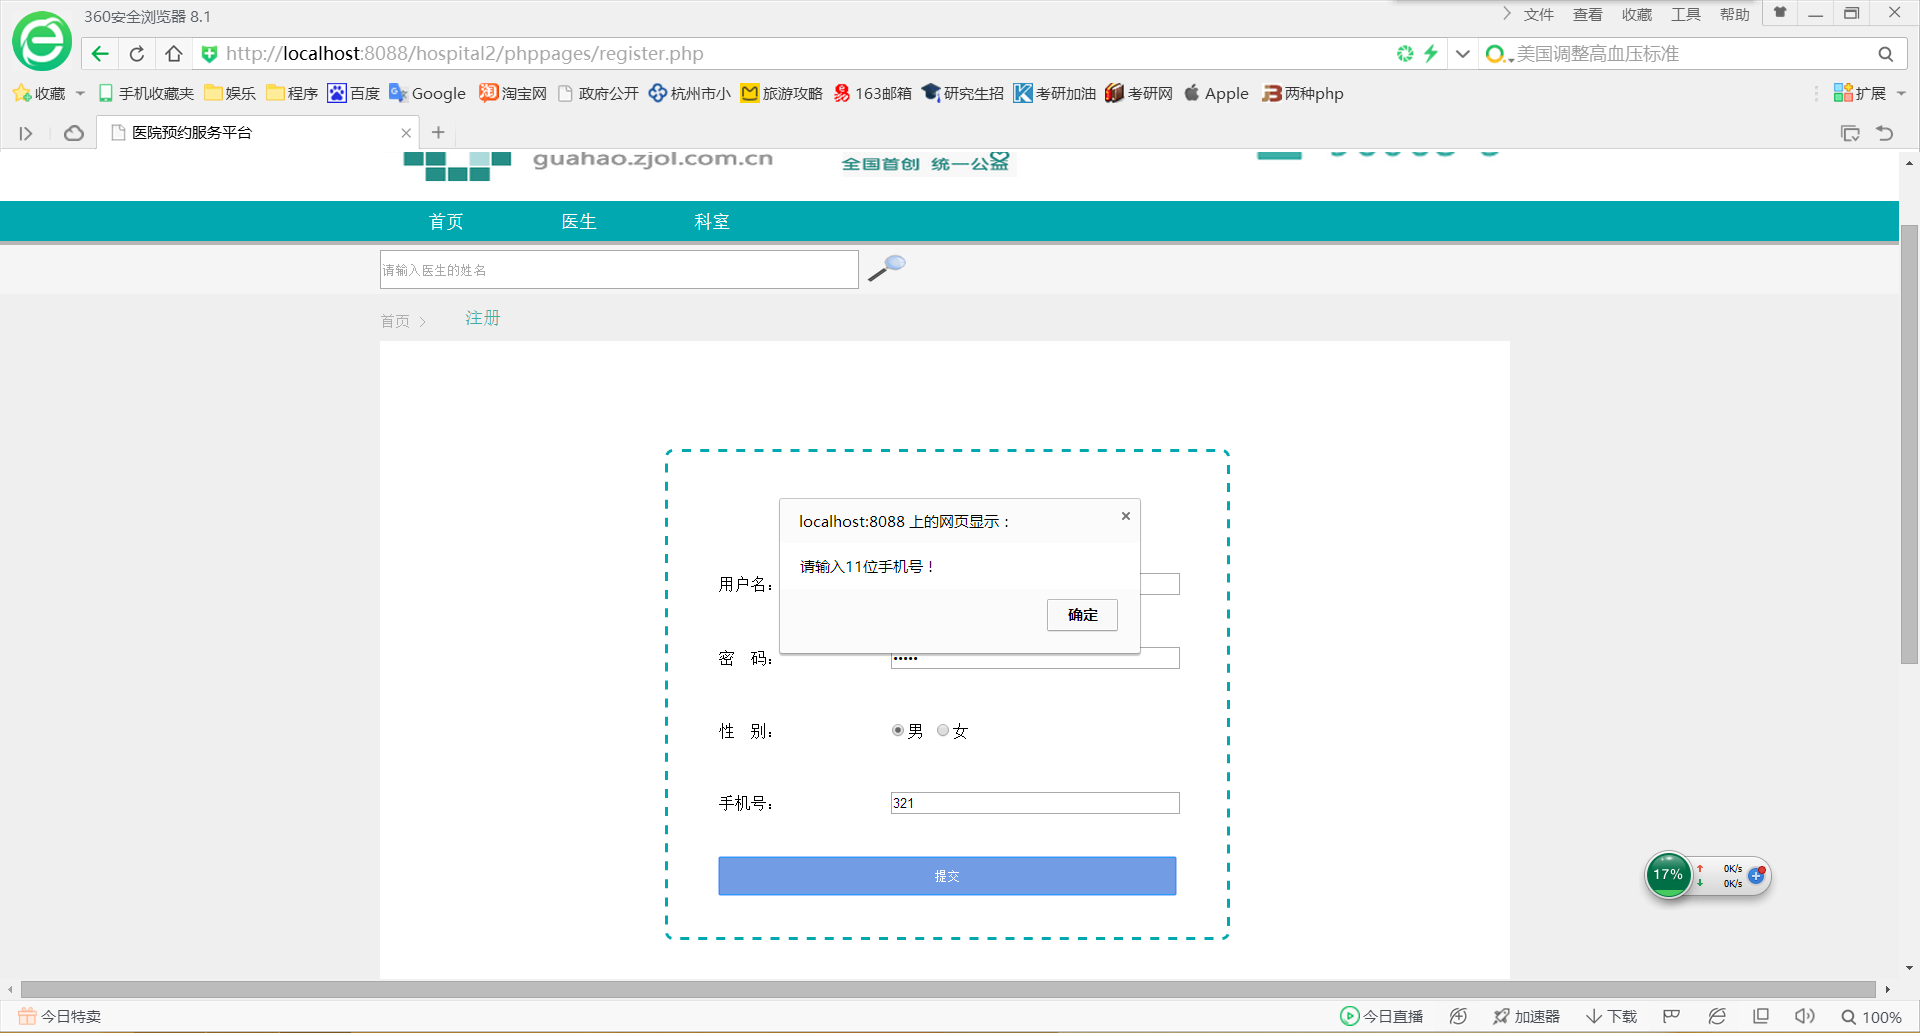 360安全浏览器 8.1
文件 查看 收藏 工具 帮助
http://localhost:8088/hospital2/phppages/register.php
美国调整高血压标准
收藏 手机收藏夹 娱乐 程序 百度 Google 淘宝网 政府公开 杭州市小 旅游攻略 163邮箱 研究生招 考研加油 考研网 Apple 两种php
扩展
医院预约服务平台
guahao.zjol.com.cn
全国首创 统一公益
首页 医生 科室
请输入医生的姓名
首页 > 注册
localhost:8088 上的网页显示：
请输入11位手机号！
确定
用户名：
密 码： •••••
性 别： 男 女
手机号： 321
提交
17%
0K/s
0K/s
今日特卖
今日直播 加速器 下载 100%